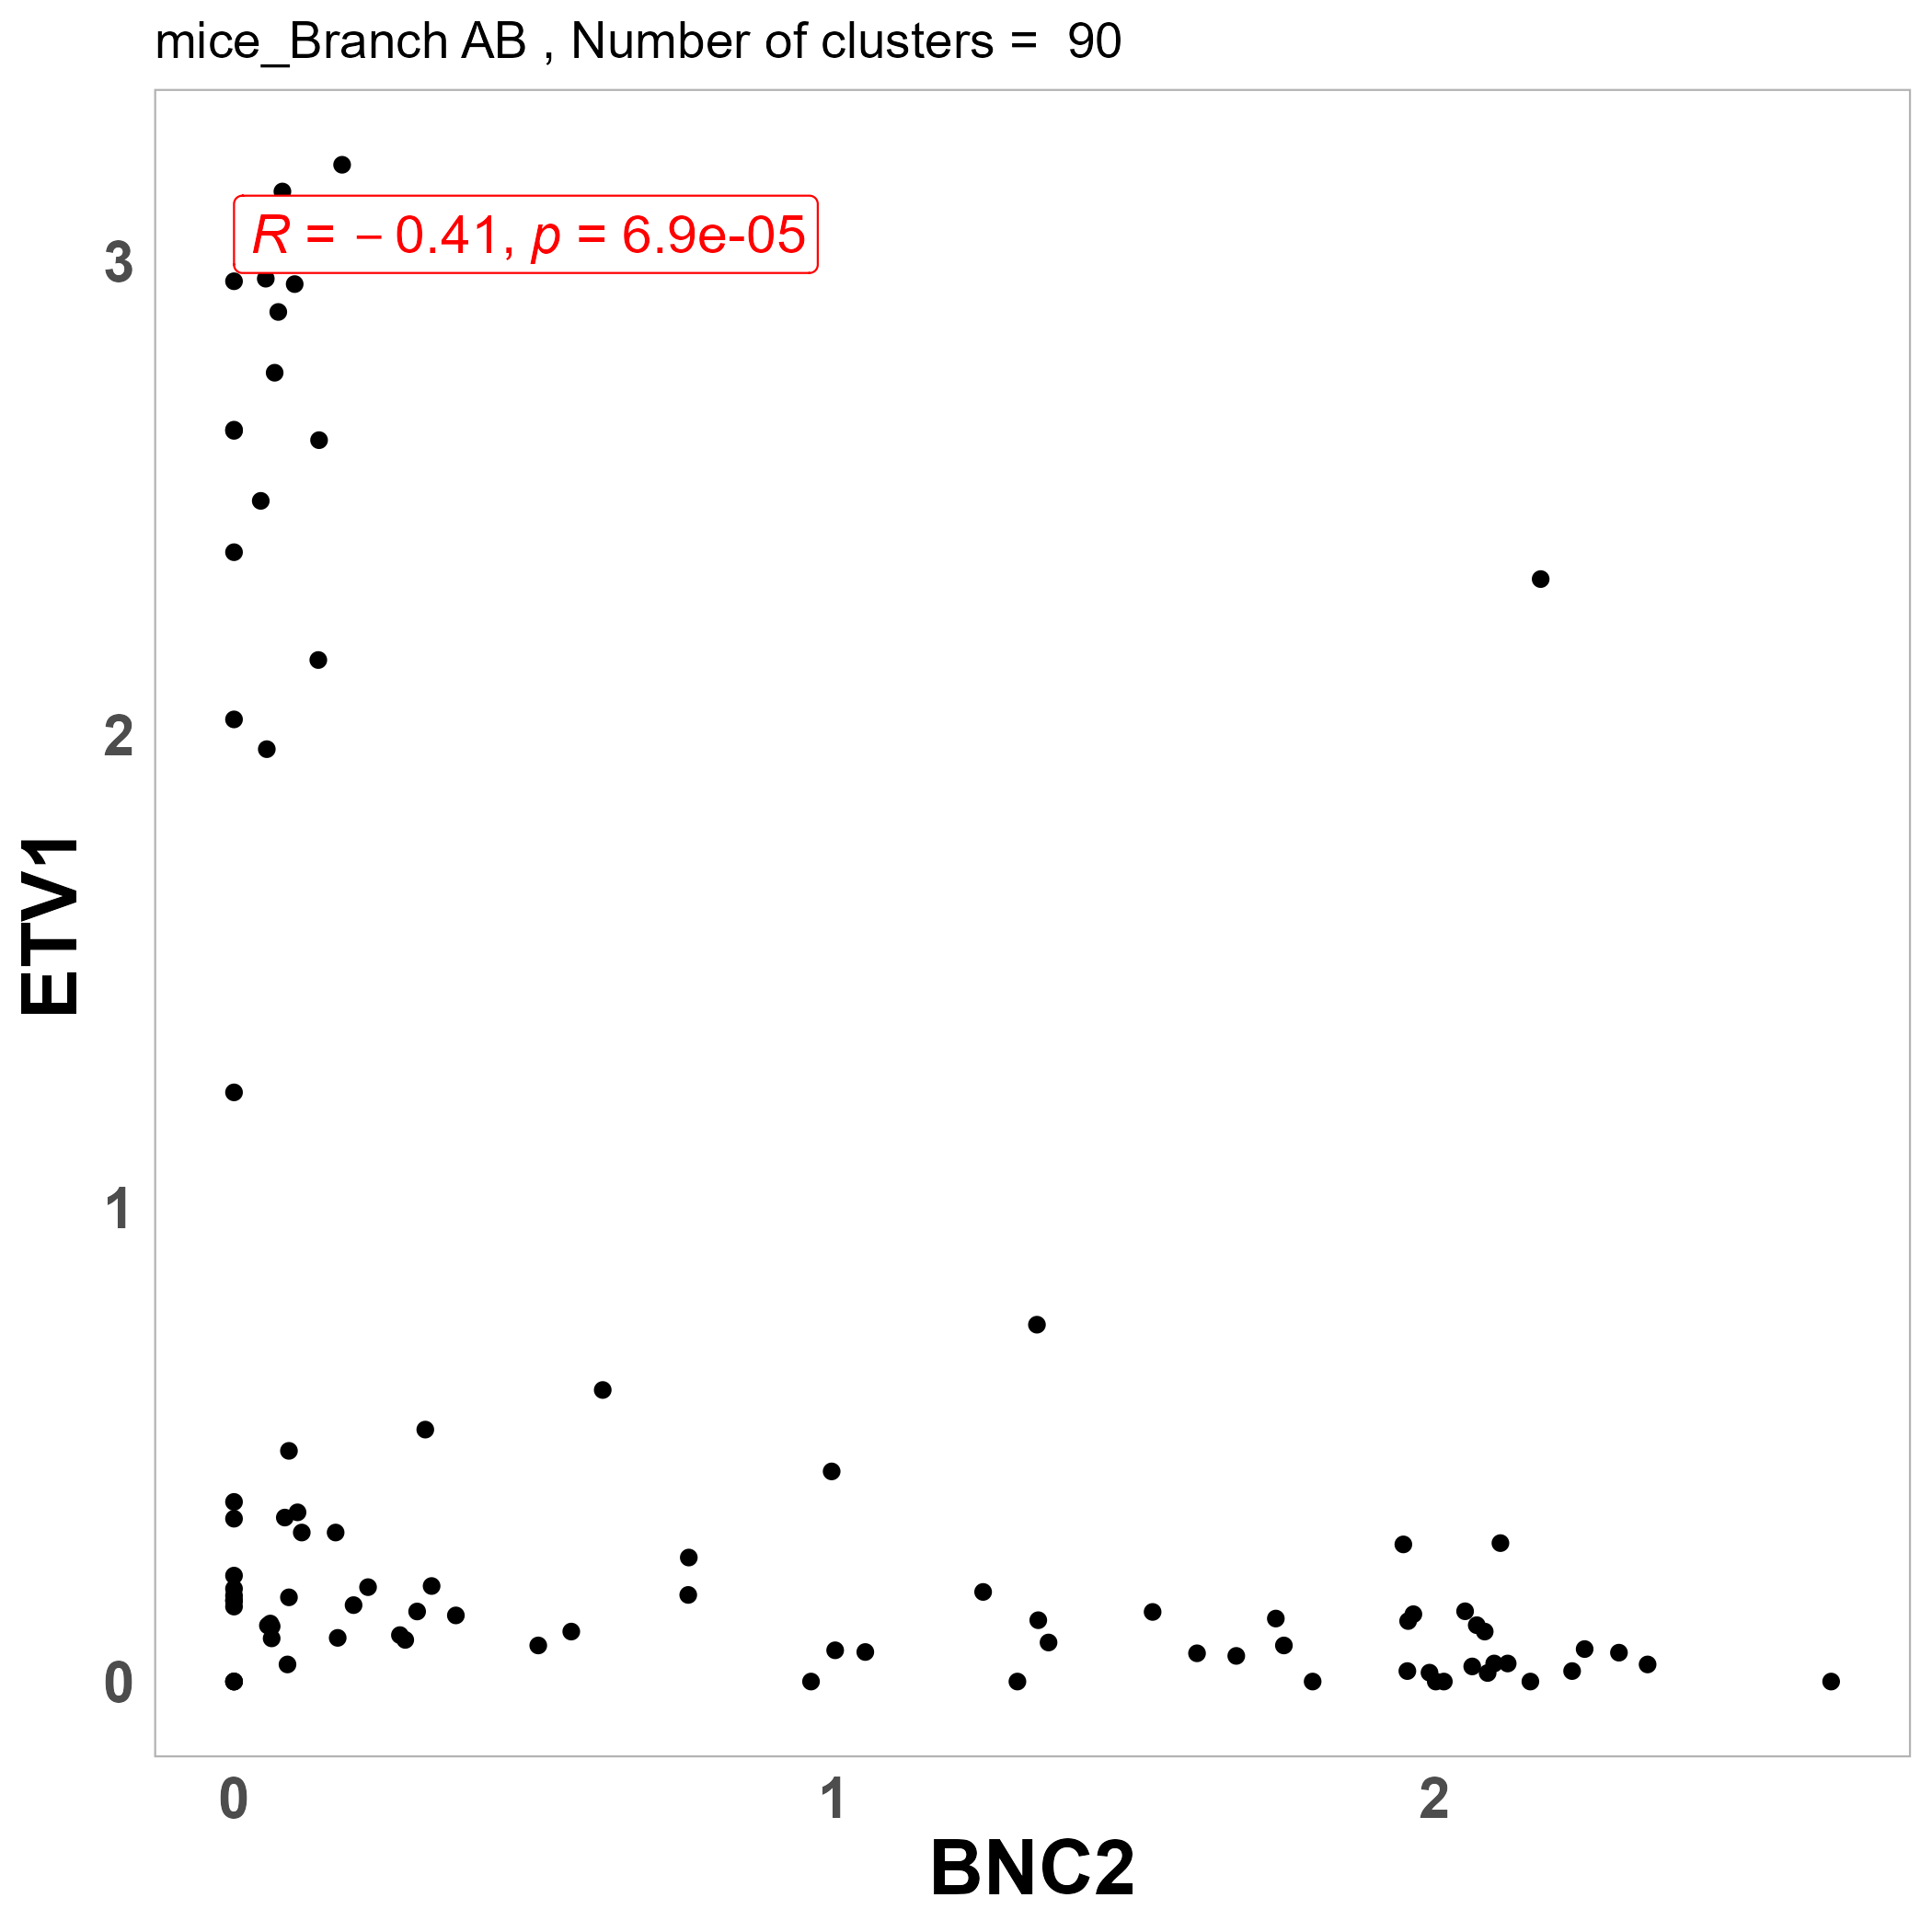 mice_Branch AB , Number of clusters =  90
R = − 0.41, p = 6.9e-05
3
2
1
0
ETV1
0
1
2
BNC2